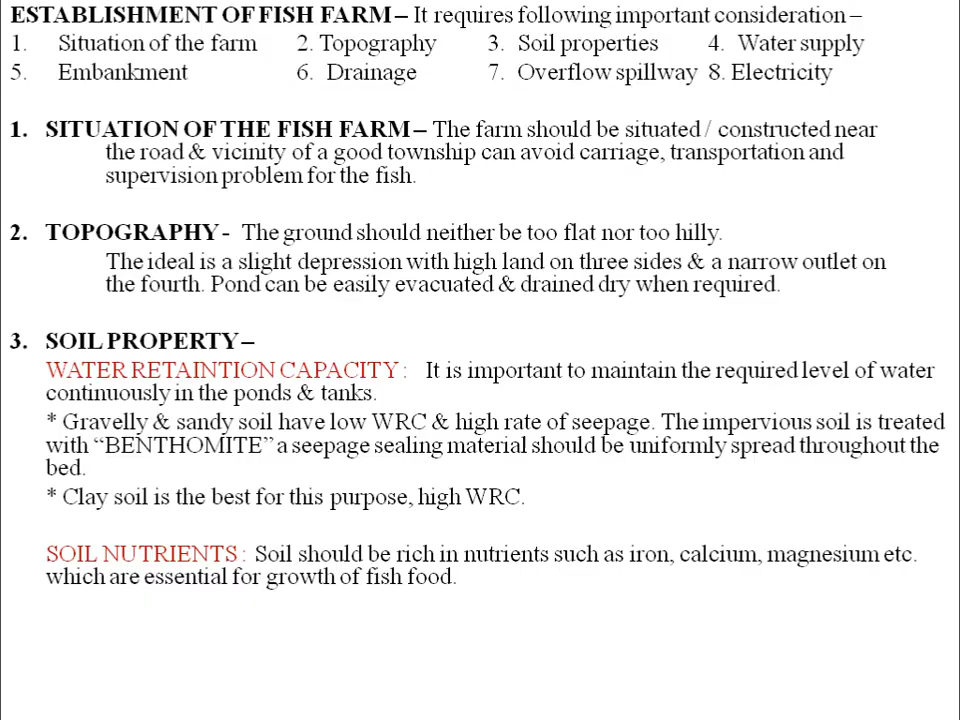 ESTABLISHMENT OF FISH FARM – It requires following important consideration –
1. Situation of the farm 2. Topography 3. Soil properties 4. Water supply
5. Embankment 6. Drainage 7. Overflow spillway 8. Electricity
1. SITUATION OF THE FISH FARM – The farm should be situated / constructed near
the road & vicinity of a good township can avoid carriage, transportation and
supervision problem for the fish.
2. TOPOGRAPHY - The ground should neither be too flat nor too hilly.
The ideal is a slight depression with high land on three sides & a narrow outlet on
the fourth. Pond can be easily evacuated & drained dry when required.
3. SOIL PROPERTY –
WATER RETAINTION CAPACITY : It is important to maintain the required level of water
continuously in the ponds & tanks.
* Gravelly & sandy soil have low WRC & high rate of seepage. The impervious soil is treated
with “BENTHOMITE” a seepage sealing material should be uniformly spread throughout the
bed.
* Clay soil is the best for this purpose, high WRC.
SOIL NUTRIENTS : Soil should be rich in nutrients such as iron, calcium, magnesium etc.
which are essential for growth of fish food.